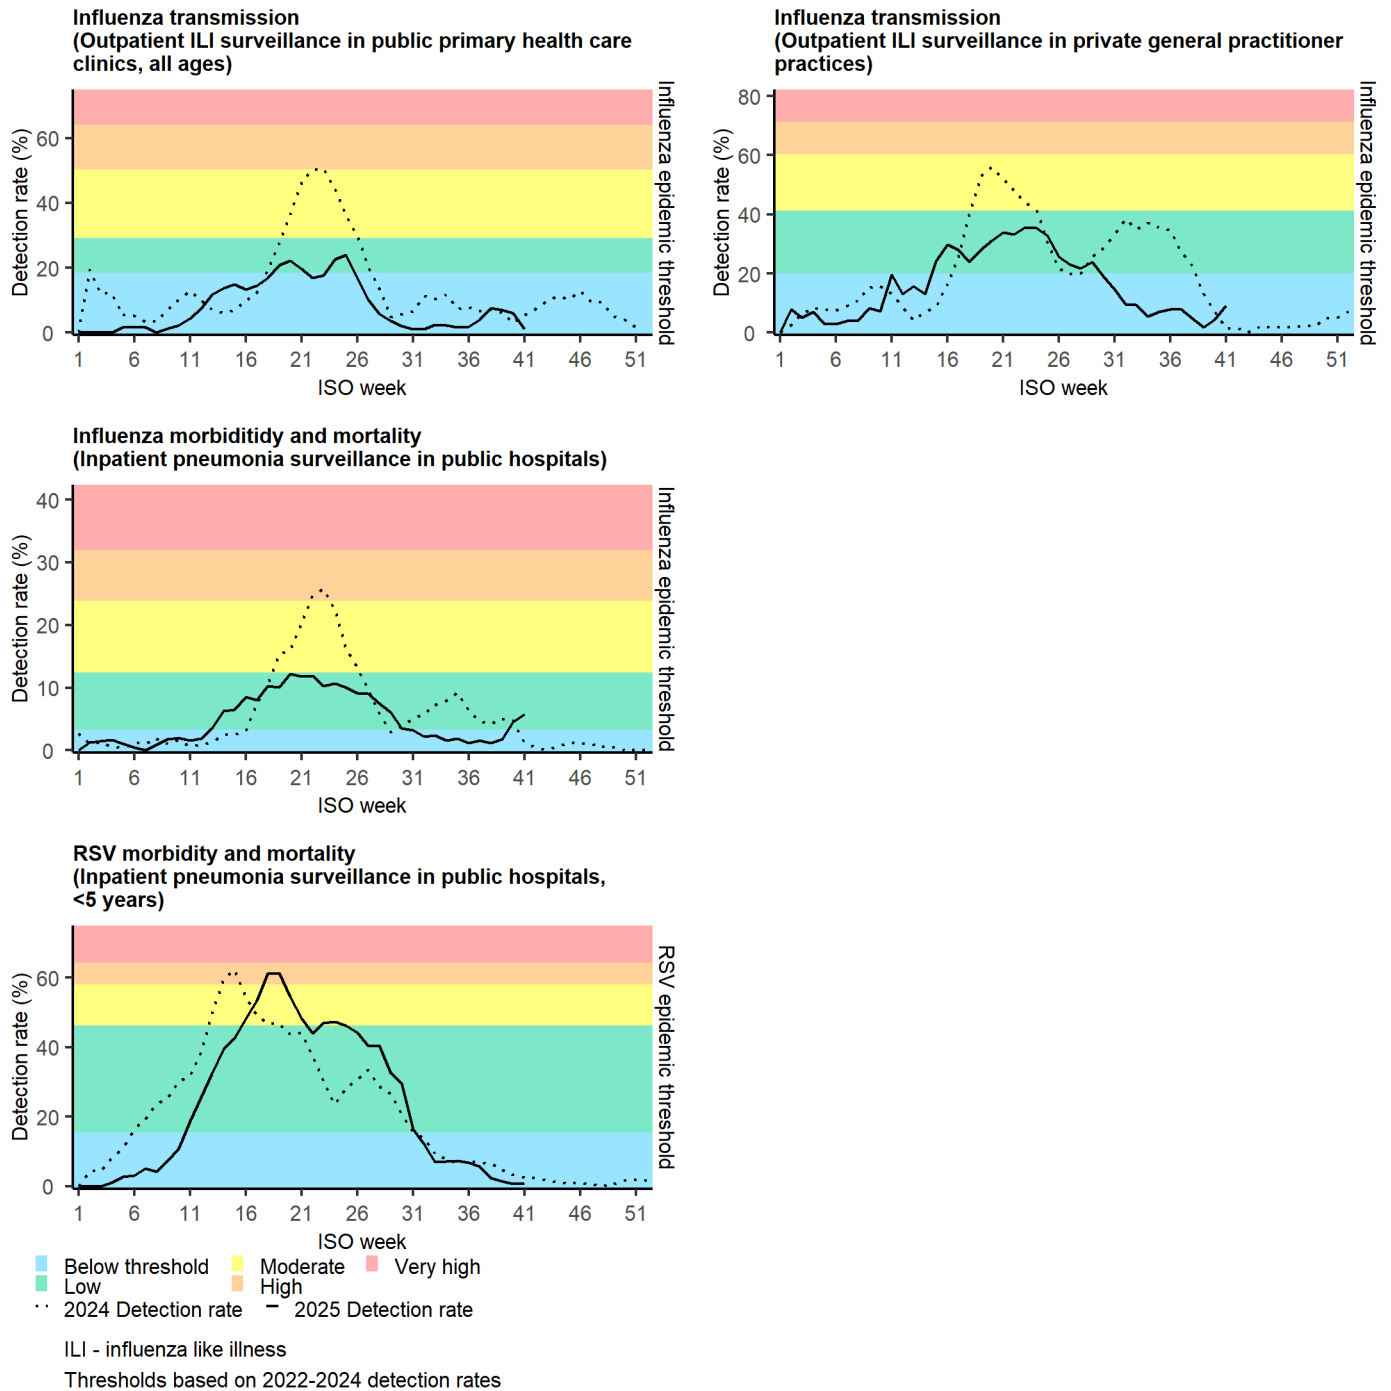 Influenza transmission
(Outpatient ILI surveillance in public primary health care
clinics, all ages)
Detection rate (%)
60
40
20
0
1 6 11 16 21 26 31 36 41 46 51
ISO week
Influenza epidemic threshold
Influenza transmission
(Outpatient ILI surveillance in private general practitioner
practices)
Detection rate (%)
80
60
40
20
0
1 6 11 16 21 26 31 36 41 46 51
ISO week
Influenza epidemic threshold
Influenza morbiditidy and mortality
(Inpatient pneumonia surveillance in public hospitals)
Detection rate (%)
40
30
20
10
0
1 6 11 16 21 26 31 36 41 46 51
ISO week
Influenza epidemic threshold
RSV morbidity and mortality
(Inpatient pneumonia surveillance in public hospitals,
<5 years)
Detection rate (%)
60
40
20
0
1 6 11 16 21 26 31 36 41 46 51
ISO week
RSV epidemic threshold
Below threshold Moderate Very high
Low High
2024 Detection rate 2025 Detection rate
ILI - influenza like illness
Thresholds based on 2022-2024 detection rates